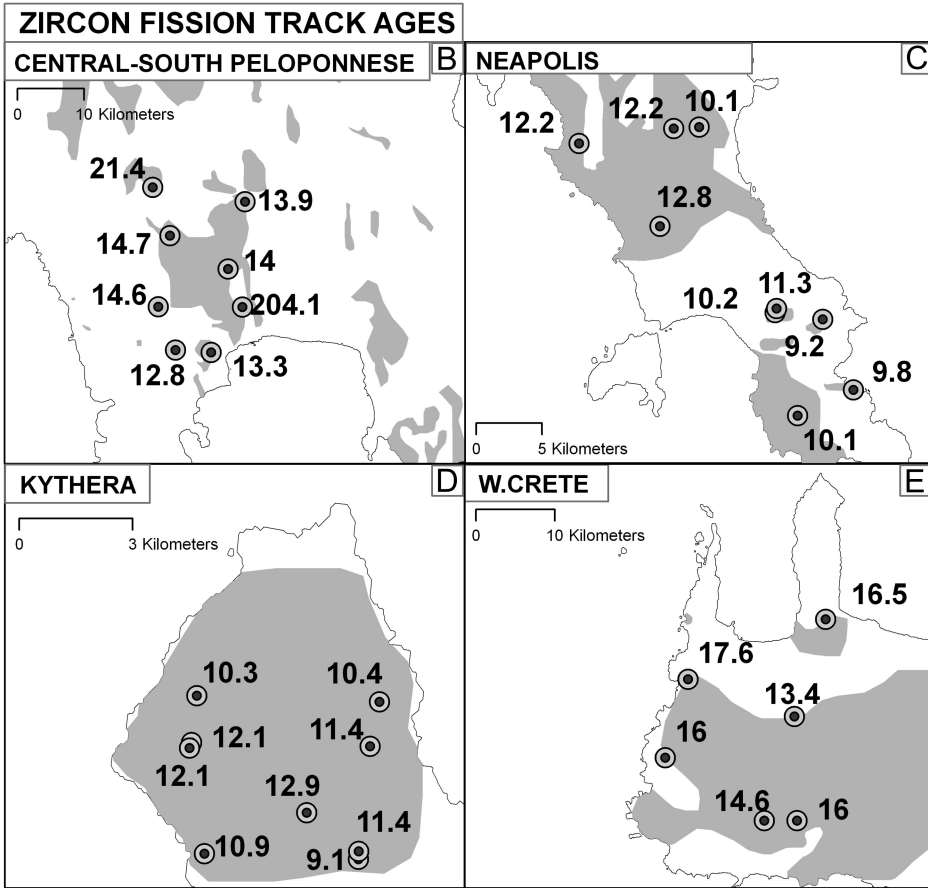 ZIRCON FISSION TRACK AGES
CENTRAL-SOUTH PELOPONNESE
B
0 10 Kilometers
21.4
13.9
14.7
14
14.6
204.1
12.8
13.3
NEAPOLIS
C
12.2
12.2
10.1
12.8
11.3
10.2
9.2
9.8
10.1
0 5 Kilometers
KYTHERA
D
0 3 Kilometers
10.3
10.4
12.1
11.4
12.1
12.9
11.4
10.9
9.1
W.CRETE
E
0 10 Kilometers
16.5
17.6
13.4
16
14.6
16